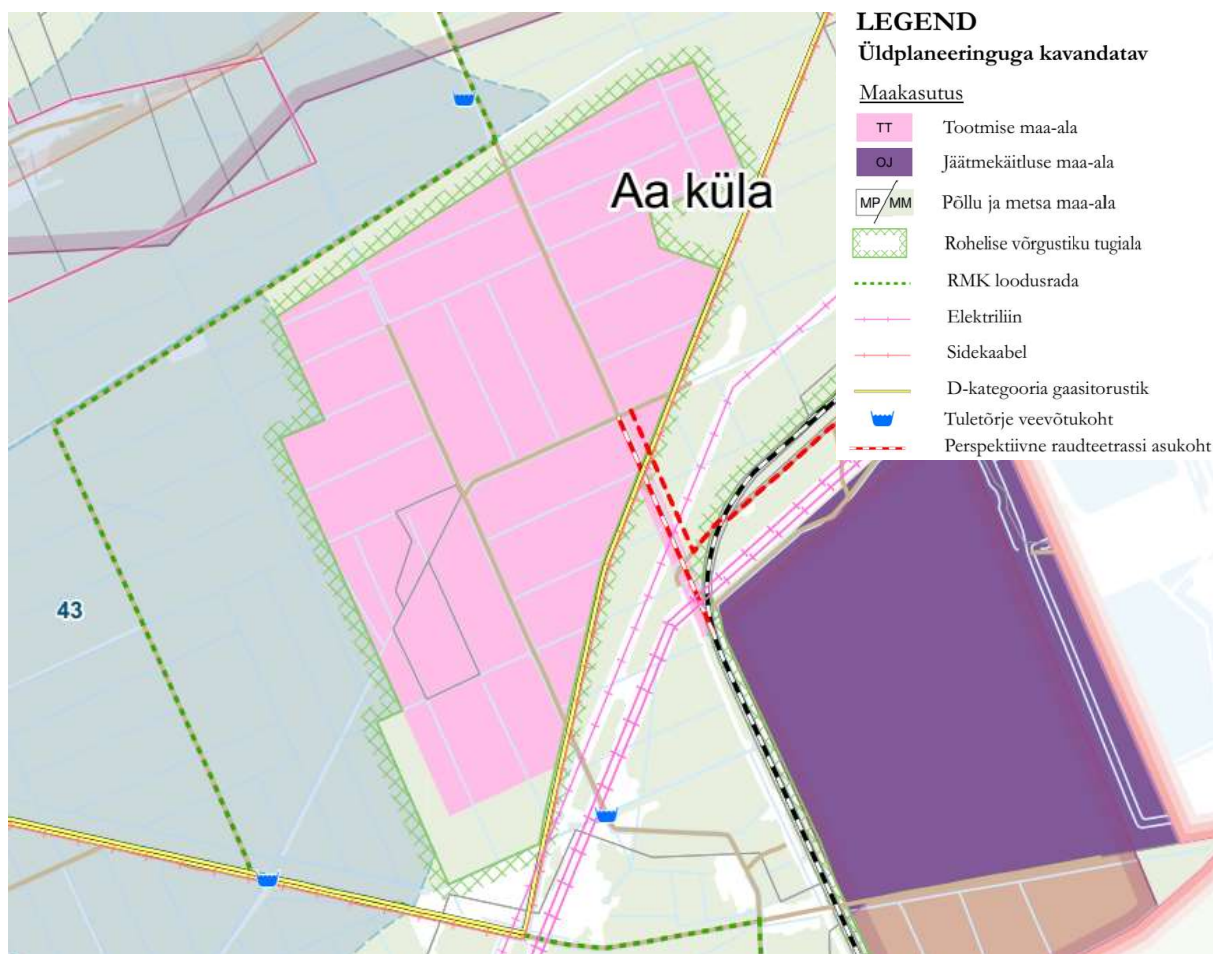 LEGEND
Üldplaneeringuga kavandatav
Maakasutus
TT Tootmise maa-ala
OJ Jäätmekäitluse maa-ala
MP/MM Põllu ja metsa maa-ala
Rohelise võrgustiku tugiala
RMK loodusrada
Elektriliin
Sidekaabel
D-kategooria gaasitorustik
Tuletõrje veevõtukoht
Perspektiivne raudteetrassi asukoht
Aa küla
43